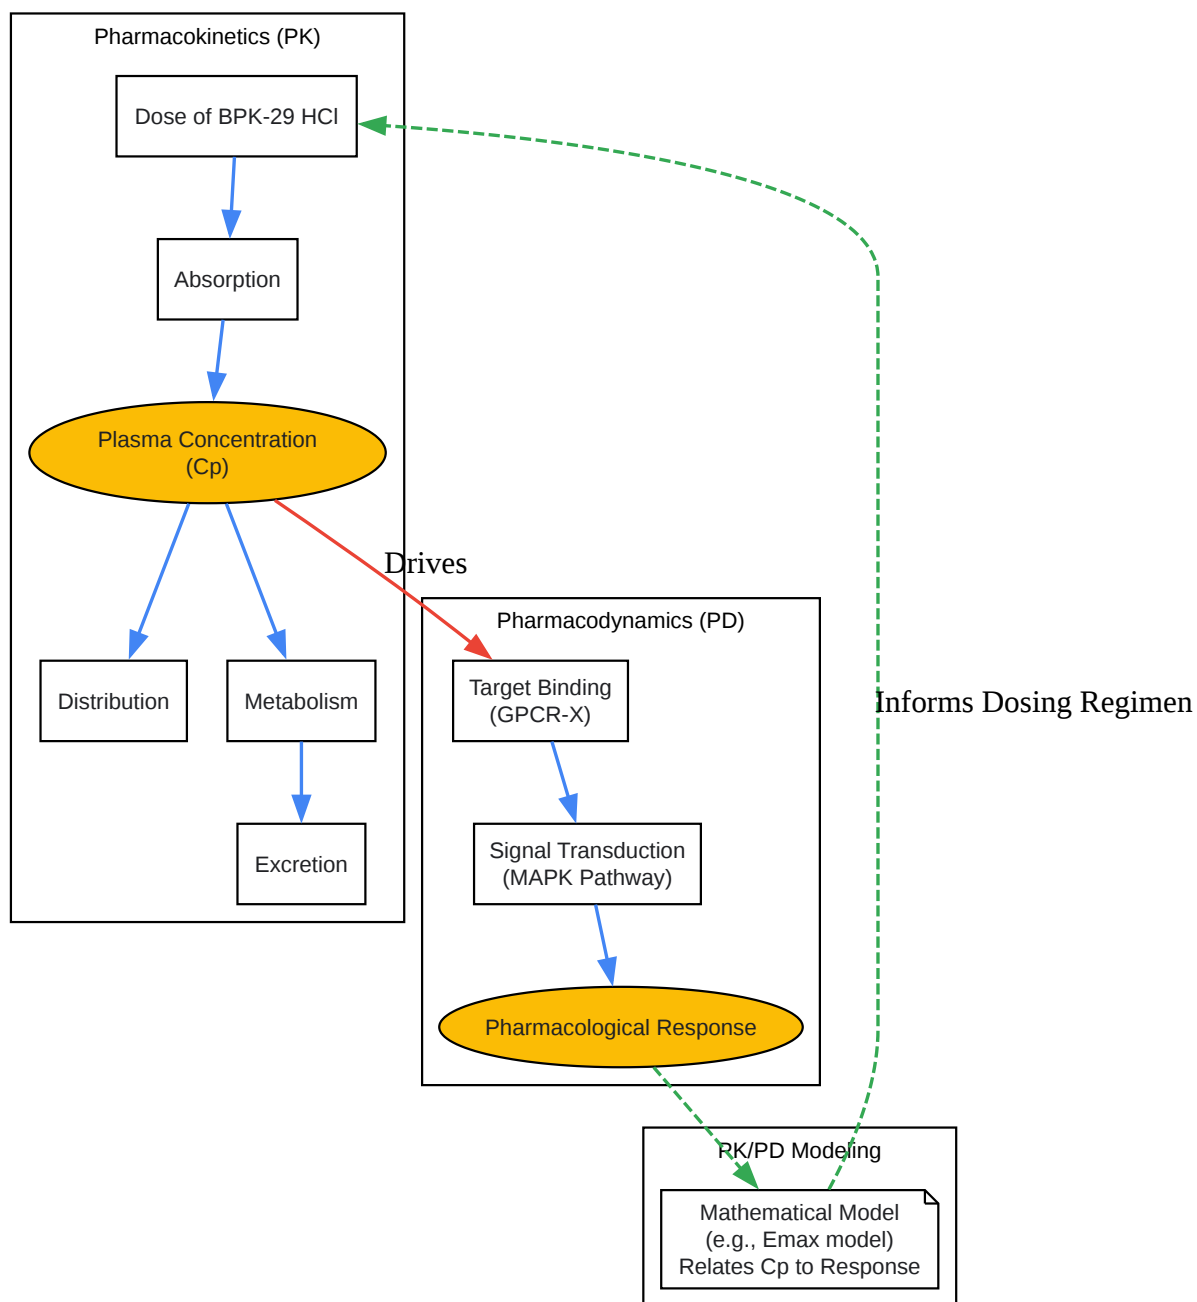 Pharmacokinetics (PK)
Dose of BPK-29 HCl
Absorption
Plasma Concentration
(Cp)
Drives
Distribution
Metabolism
Excretion
Pharmacodynamics (PD)
Target Binding
(GPCR-X)
Signal Transduction
(MAPK Pathway)
Pharmacological Response
Informs Dosing Regimen
PK/PD Modeling
Mathematical Model
(e.g., Emax model)
Relates Cp to Response